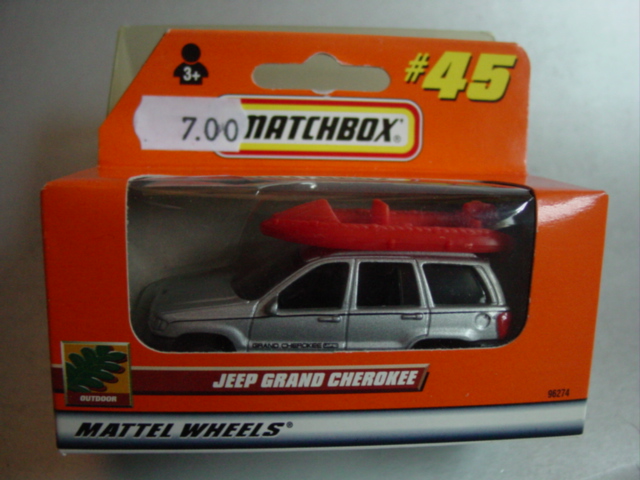 3+
#45
7.00
MATCHBOX®
GRAND CHEROKEE
OUTDOOR
JEEP GRAND CHEROKEE
96274
MATTEL WHEELS®